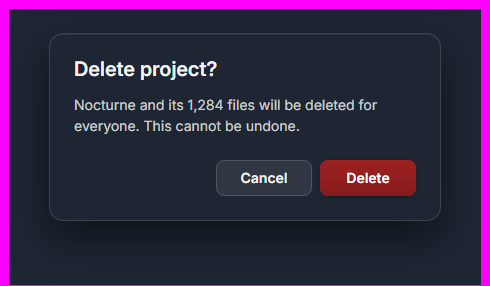 Delete project?
Nocturne and its 1,284 files will be deleted for
everyone. This cannot be undone.
Cancel
Delete